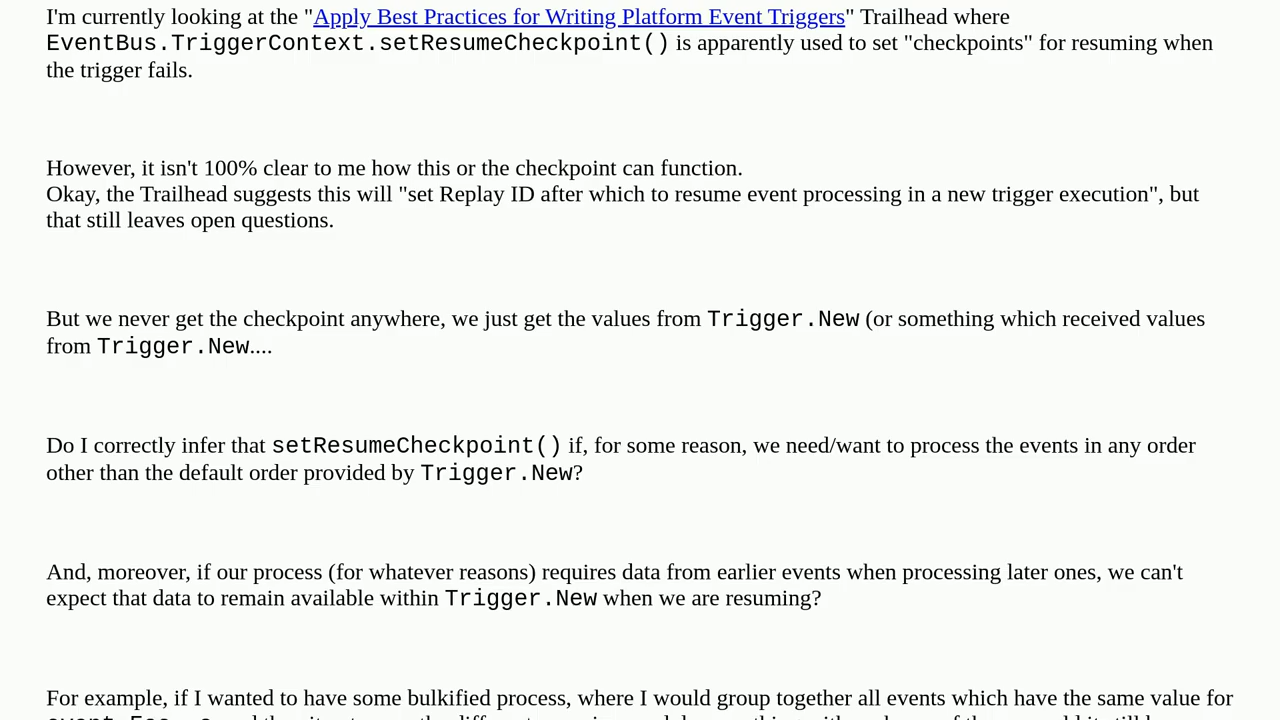 I'm currently looking at the "Apply Best Practices for Writing Platform Event Triggers" Trailhead where
EventBus.TriggerContext.setResumeCheckpoint() is apparently used to set "checkpoints" for resuming when
the trigger fails.
However, it isn't 100% clear to me how this or the checkpoint can function.
Okay, the Trailhead suggests this will "set Replay ID after which to resume event processing in a new trigger execution", but
that still leaves open questions.
But we never get the checkpoint anywhere, we just get the values from Trigger.New (or something which received values
from Trigger.New....
Do I correctly infer that setResumeCheckpoint() if, for some reason, we need/want to process the events in any order
other than the default order provided by Trigger.New?
And, moreover, if our process (for whatever reasons) requires data from earlier events when processing later ones, we can't
expect that data to remain available within Trigger.New when we are resuming?
For example, if I wanted to have some bulkified process, where I would group together all events which have the same value for